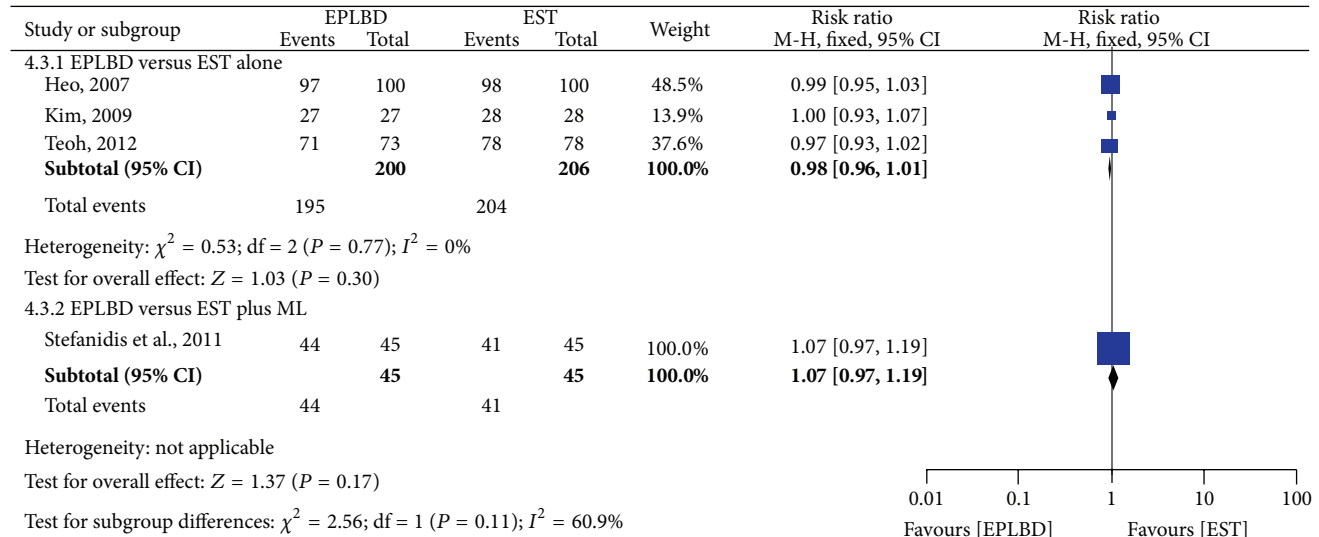 EPLBD EST Risk ratio Risk ratio
Study or subgroup Events Total Events Total Weight M-H, fixed, 95% CI M-H, fixed, 95% CI
4.3.1 EPLBD versus EST alone
Heo, 2007 97 100 98 100 48.5% 0.99 [0.95, 1.03]
Kim, 2009 27 27 28 28 13.9% 1.00 [0.93, 1.07]
Teoh, 2012 71 73 78 78 37.6% 0.97 [0.93, 1.02]
Subtotal (95% CI) 200 206 100.0% 0.98 [0.96, 1.01]
Total events 195 204
Heterogeneity: χ² = 0.53; df = 2 (P = 0.77); I² = 0%
Test for overall effect: Z = 1.03 (P = 0.30)
4.3.2 EPLBD versus EST plus ML
Stefanidis et al., 2011 44 45 41 45 100.0% 1.07 [0.97, 1.19]
Subtotal (95% CI) 45 45 100.0% 1.07 [0.97, 1.19]
Total events 44 41
Heterogeneity: not applicable
Test for overall effect: Z = 1.37 (P = 0.17)
Test for subgroup differences: χ² = 2.56; df = 1 (P = 0.11); I² = 60.9%
0.01 0.1 1 10 100
Favours [EPLBD] Favours [EST]